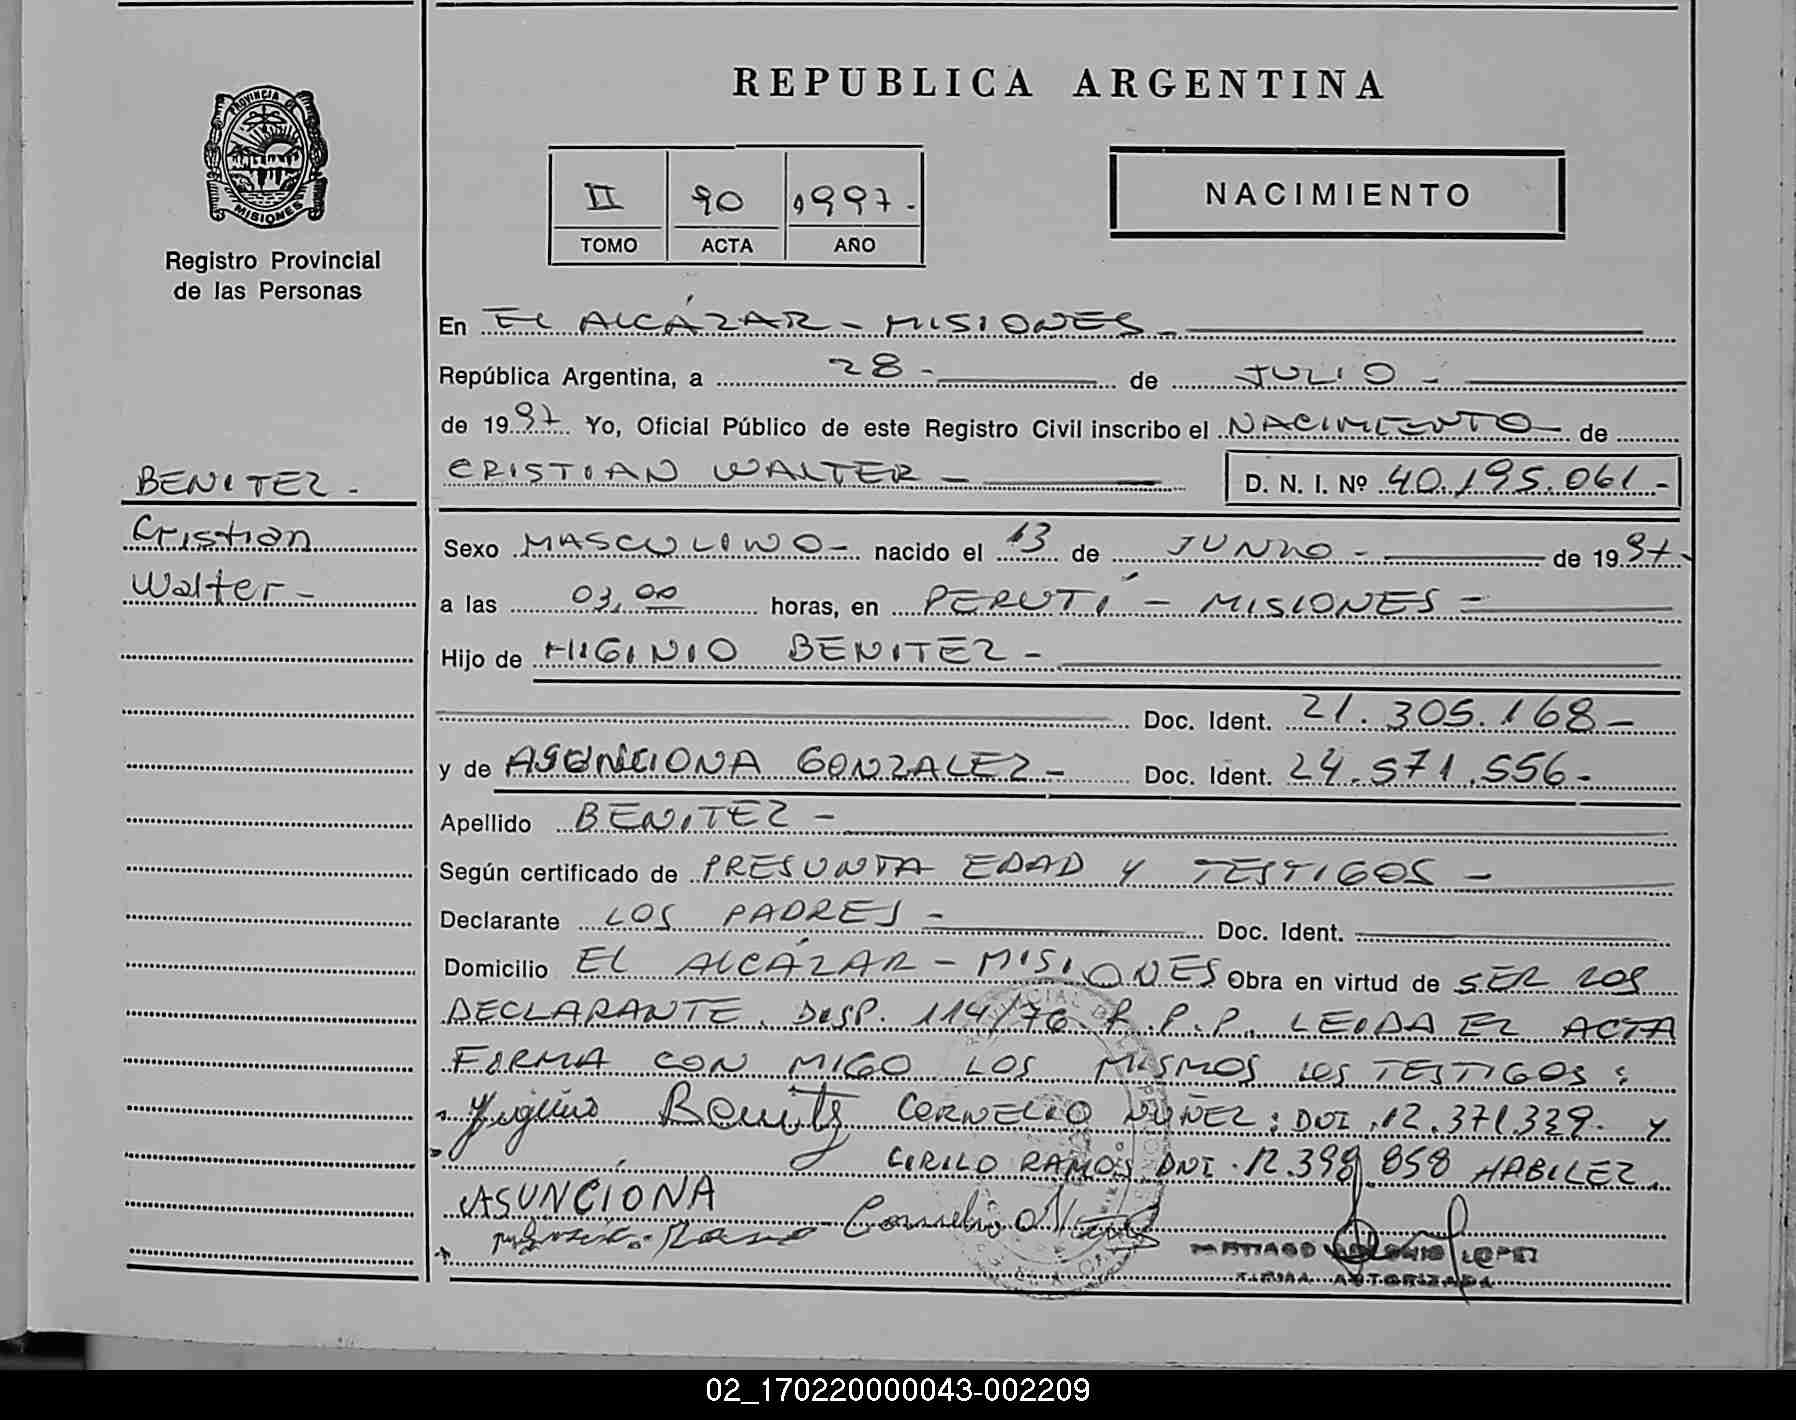 REPUBLICA ARGENTINA
PROVINCIA
MISIONES
Registro Provincial
de las Personas
II 90 1997.-
TOMO ACTA AÑO
NACIMIENTO
En EL ALCÁZAR - MISIONES -
República Argentina, a 28 - de JULIO -
de 1997 Yo, Oficial Público de este Registro Civil inscribo el NACIMIENTO de
CRISTIAN WALTER - D. N. I. Nº 40.195.061.-
BENITEZ -
Cristian
Walter -
Sexo MASCULINO - nacido el 13 de JUNIO - de 1997-
a las 03,00 horas, en PERUTÍ - MISIONES -
Hijo de HIGINIO BENITEZ -
Doc. Ident. 21.305.168-
y de ASUNCIONA GONZALEZ - Doc. Ident. 24.571.556-
Apellido BENITEZ -
Según certificado de PRESUNTA EDAD Y TESTIGOS -
Declarante LOS PADRES - Doc. Ident.
Domicilio EL ALCÁZAR - MISIONES Obra en virtud de SER LOS
DECLARANTE. DISP. 114/76. R.P.P. LEIDA EL ACTA
FIRMA CON MIGO LOS MISMOS LOS TESTIGOS:
Benitz CORNELIO NUÑEZ: DNI.12.371.339- Y
CIRILO RAMOS DNI.12.398.858 HABILEZ.
ASUNCIONA
LOPEZ
FIRMA AUTORIZADA
02_170220000043-002209